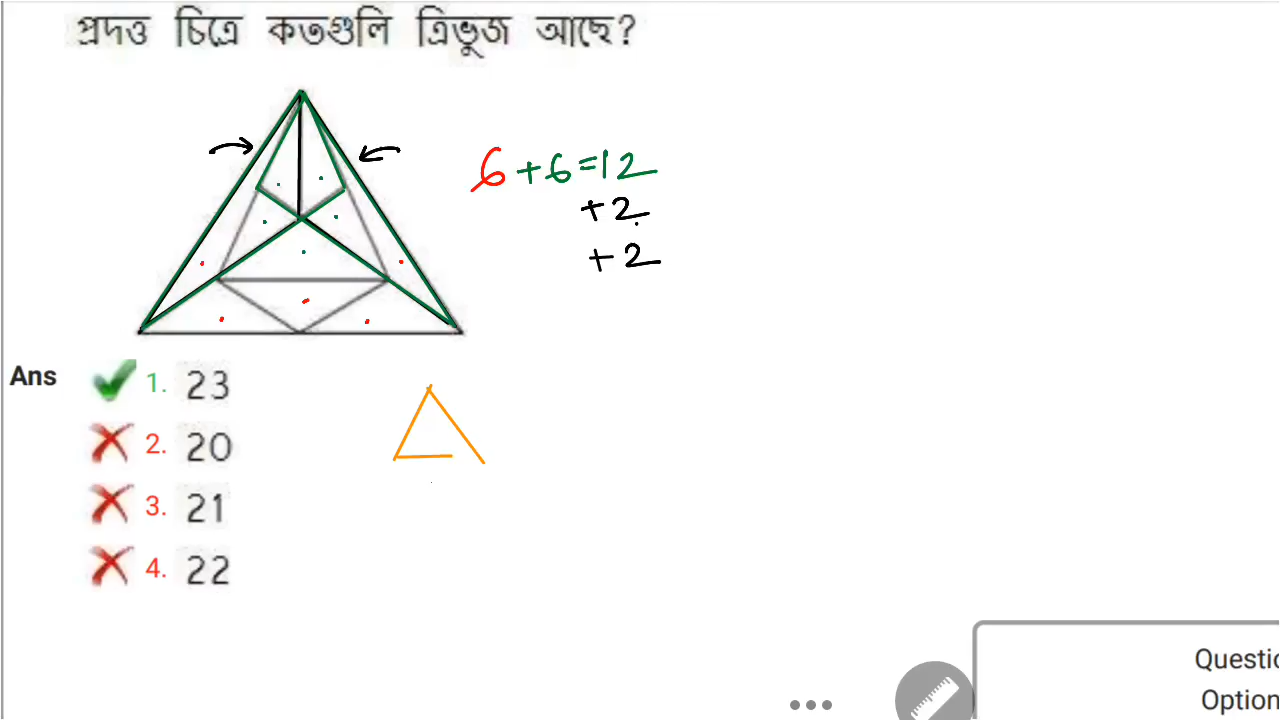 প্রদত্ত চিত্রে কতগুলি ত্রিভুজ আছে?
6+6=12
+2
+2
Ans
1. 23
2. 20
3. 21
4. 22
Questio
Option